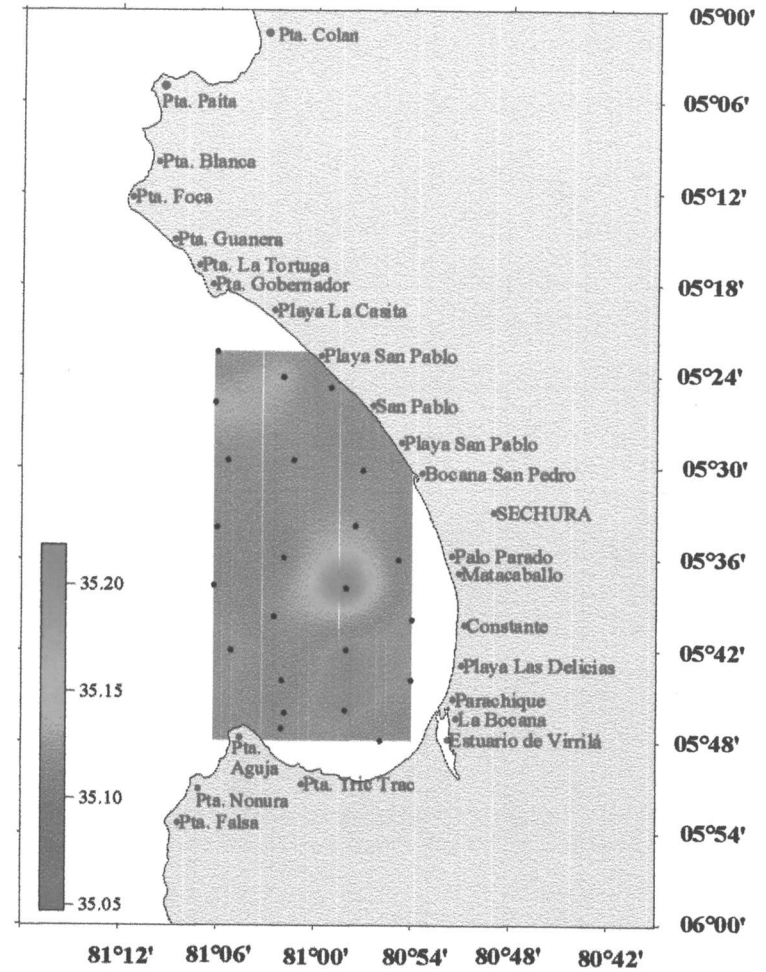 05°00'
Pta. Colan
Pta. Paita
05°06'
Pta. Blanca
Pta. Foca
05°12'
Pta. Guanera
Pta. La Tortuga
Pta. Gobernador
05°18'
Playa La Casita
Playa San Pablo
05°24'
San Pablo
Playa San Pablo
05°30'
Bocana San Pedro
SECHURA
Palo Parado
05°36'
Matacaballo
35.20
Constante
05°42'
Playa Las Delicias
35.15
Parachique
La Bocana
Estuario de Virrilá
05°48'
Pta.
Aguja
Pta. Tric Trac
Pta. Nonura
35.10
Pta. Falsa
05°54'
35.05
06°00'
81°12' 81°06' 81°00' 80°54' 80°48' 80°42'